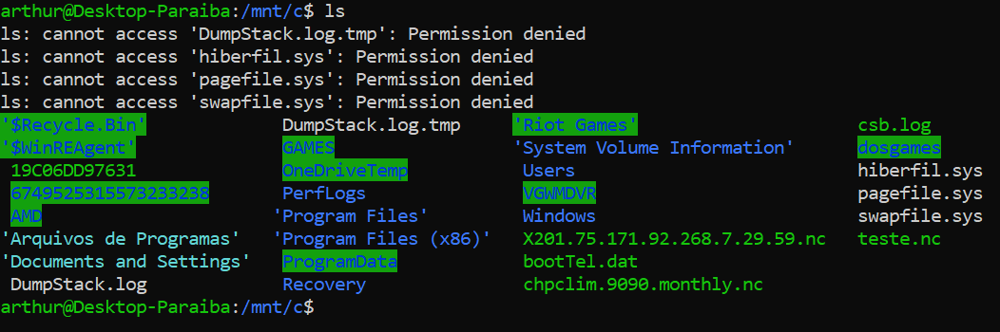 arthur@Desktop-Paraiba:/mnt/c$ ls
ls: cannot access 'DumpStack.log.tmp': Permission denied
ls: cannot access 'hiberfil.sys': Permission denied
ls: cannot access 'pagefile.sys': Permission denied
ls: cannot access 'swapfile.sys': Permission denied
'$Recycle.Bin' DumpStack.log.tmp 'Riot Games' csb.log
'$WinREAgent' GAMES 'System Volume Information' dosgames
19C06DD97631 OneDriveTemp Users hiberfil.sys
6749525315573233238 PerfLogs VGWMDVR pagefile.sys
AMD 'Program Files' Windows swapfile.sys
'Arquivos de Programas' 'Program Files (x86)' X201.75.171.92.268.7.29.59.nc teste.nc
'Documents and Settings' ProgramData bootTel.dat
DumpStack.log Recovery chpclim.9090.monthly.nc
arthur@Desktop-Paraiba:/mnt/c$